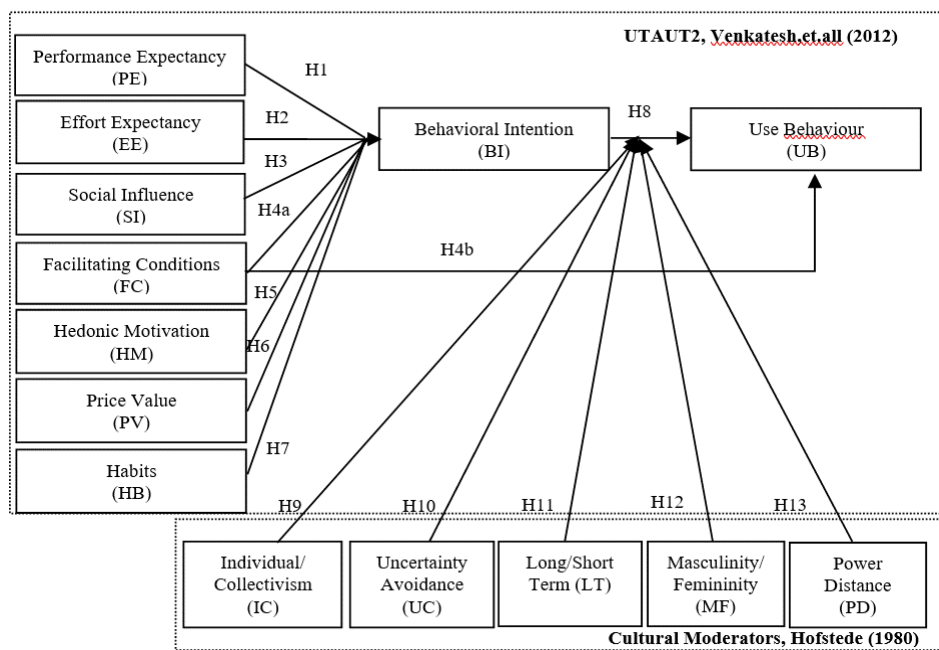 UTAUT2, Venkatesh,et.all (2012)
Performance Expectancy
(PE)
H1
Effort Expectancy
(EE)
H2
Behavioral Intention
(BI)
H8
Use Behaviour
(UB)
H3
Social Influence
(SI)
H4a
Facilitating Conditions
(FC)
H4b
H5
Hedonic Motivation
(HM)
H6
Price Value
(PV)
H7
Habits
(HB)
H9
H10
H11
H12
H13
Individual/
Collectivism
(IC)
Uncertainty
Avoidance
(UC)
Long/Short
Term (LT)
Masculinity/
Femininity
(MF)
Power
Distance
(PD)
Cultural Moderators, Hofstede (1980)